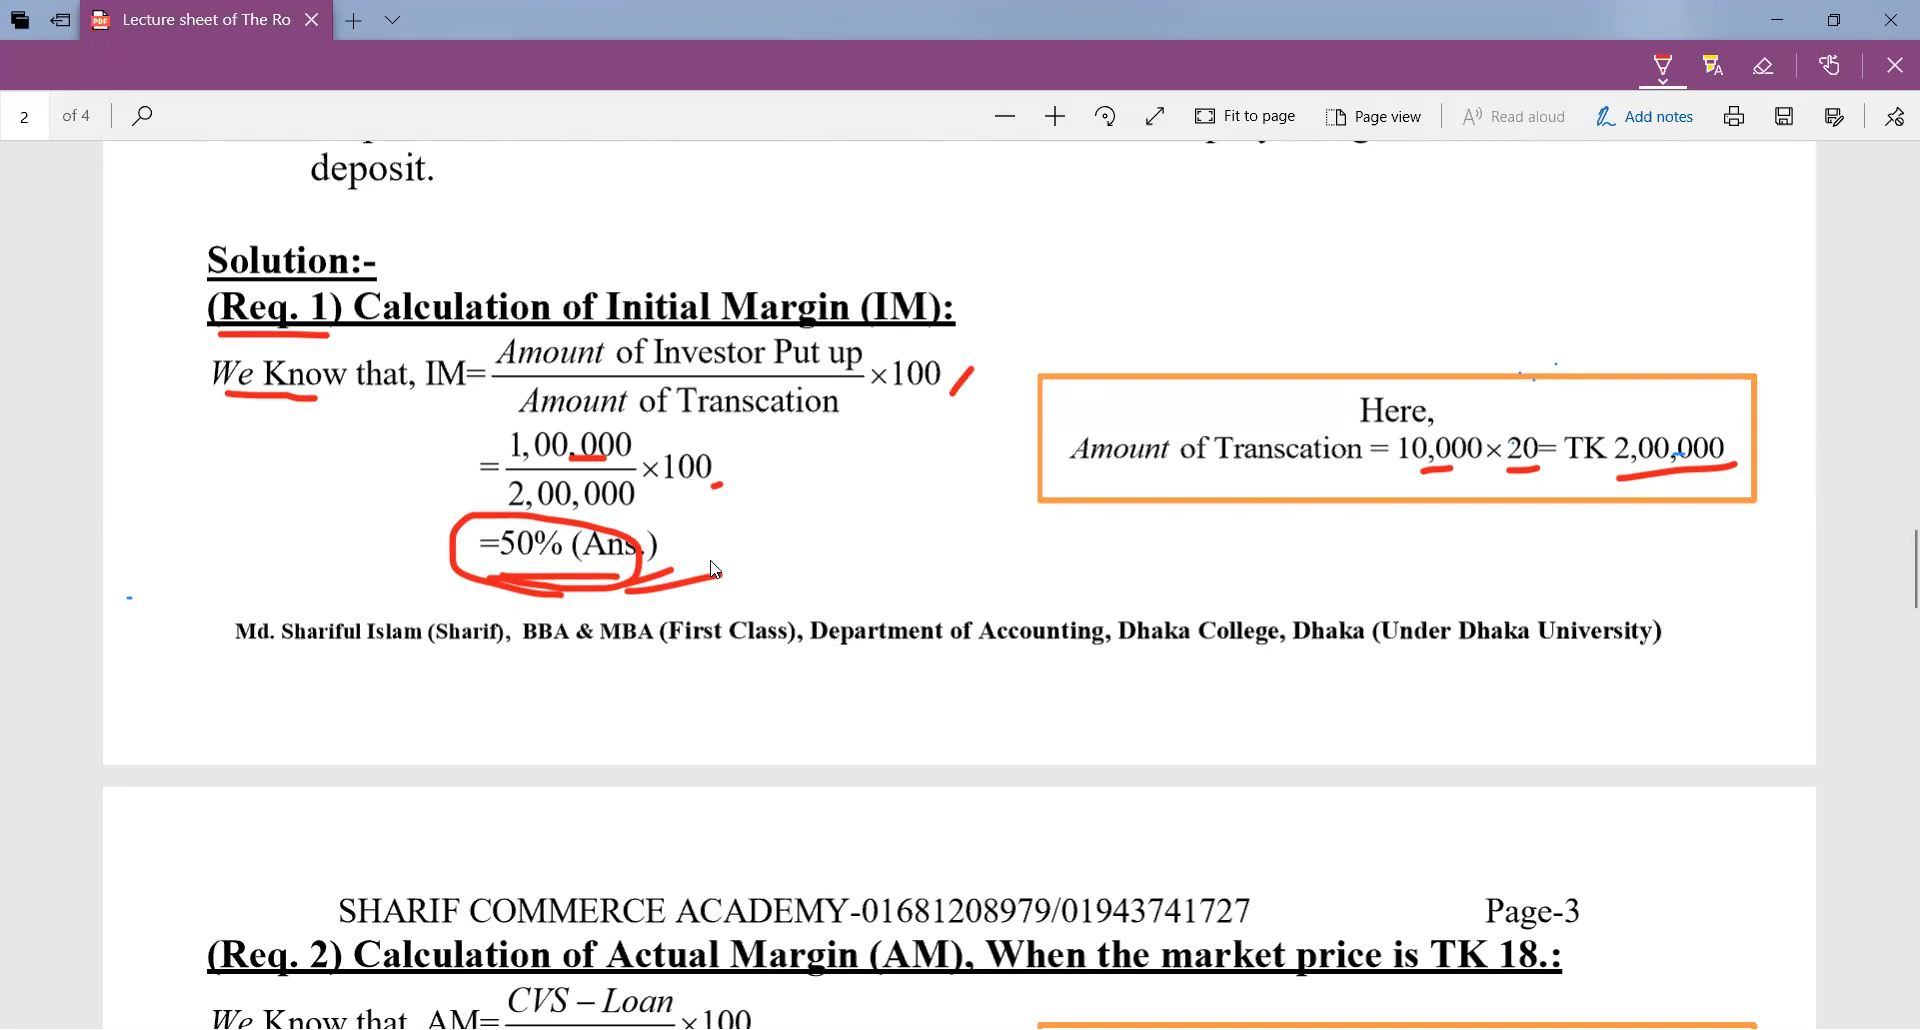 Lecture sheet of The Ro
2 of 4
Fit to page
Page view
Read aloud
Add notes
deposit.
Solution:-
(Req. 1) Calculation of Initial Margin (IM):
We Know that, IM= Amount of Investor Put up / Amount of Transcation ×100
= 1,00,000 / 2,00,000 ×100
=50% (Ans.)
Here,
Amount of Transcation = 10,000×20= TK 2,00,000
Md. Shariful Islam (Sharif), BBA & MBA (First Class), Department of Accounting, Dhaka College, Dhaka (Under Dhaka University)
SHARIF COMMERCE ACADEMY-01681208979/01943741727 Page-3
(Req. 2) Calculation of Actual Margin (AM), When the market price is TK 18.:
We Know that, AM= CVS – Loan ×100